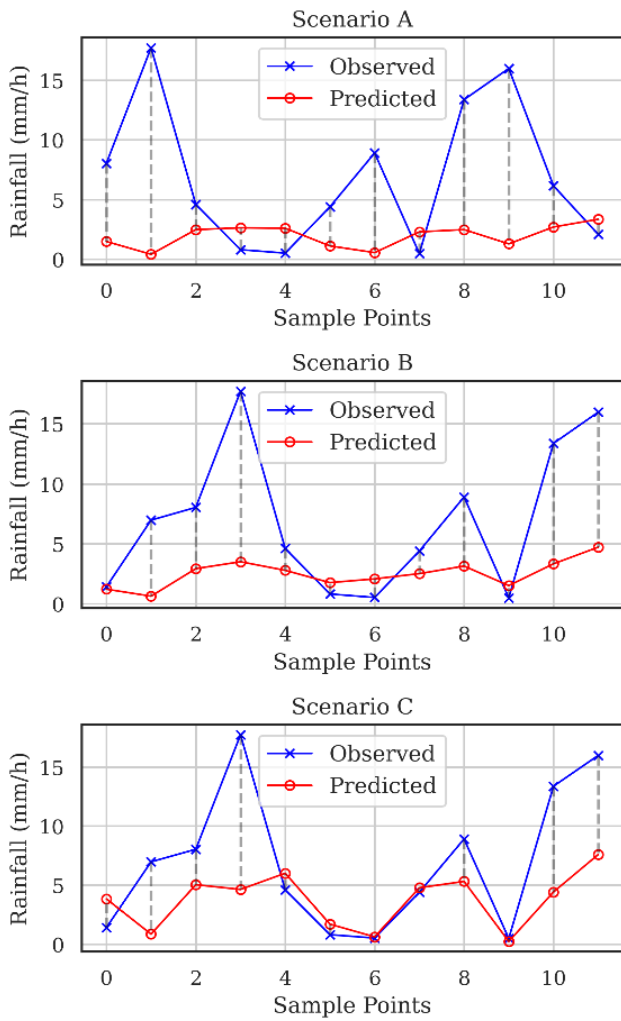 Scenario A
Rainfall (mm/h)
15
10
5
0
Observed
Predicted
0 2 4 6 8 10
Sample Points
Scenario B
Rainfall (mm/h)
15
10
5
0
Observed
Predicted
0 2 4 6 8 10
Sample Points
Scenario C
Rainfall (mm/h)
15
10
5
0
Observed
Predicted
0 2 4 6 8 10
Sample Points